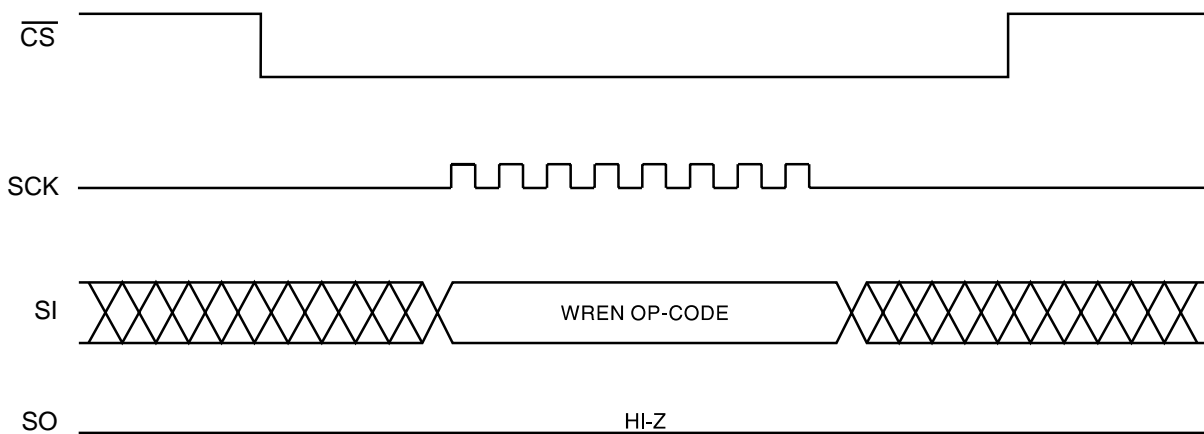 CS
SCK
SI
WREN OP-CODE
SO
HI-Z